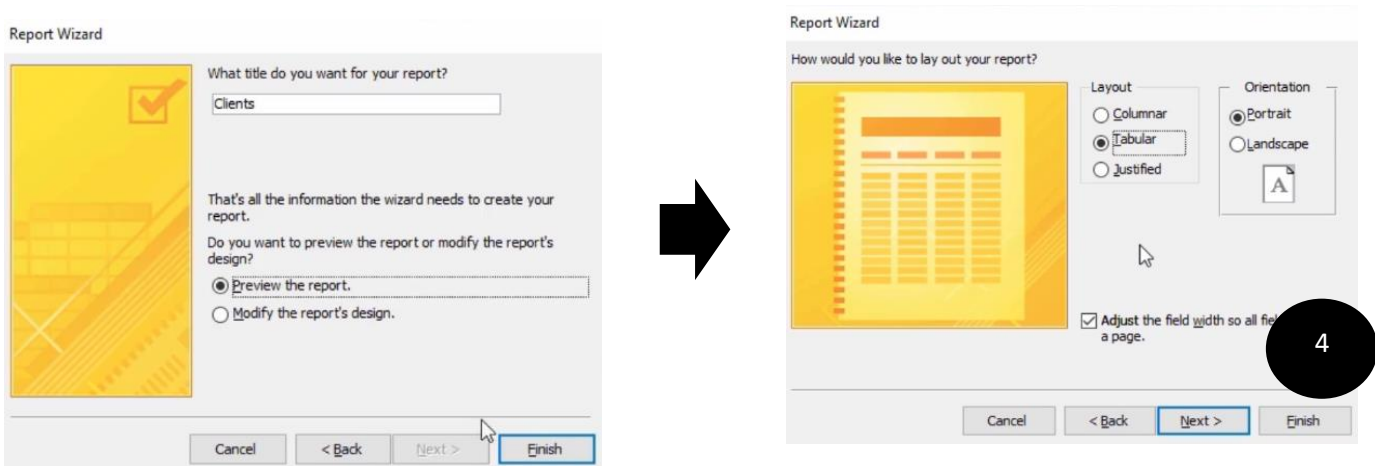 Report Wizard
What title do you want for your report?
Clients
That's all the information the wizard needs to create your
report.
Do you want to preview the report or modify the report's
design?
Preview the report.
Modify the report's design.
Cancel
< Back
Next >
Finish
Report Wizard
How would you like to lay out your report?
Layout
Columnar
Tabular
Justified
Orientation
Portrait
Landscape
A
Adjust the field width so all
a page.
4
Cancel
< Back
Next >
Finish